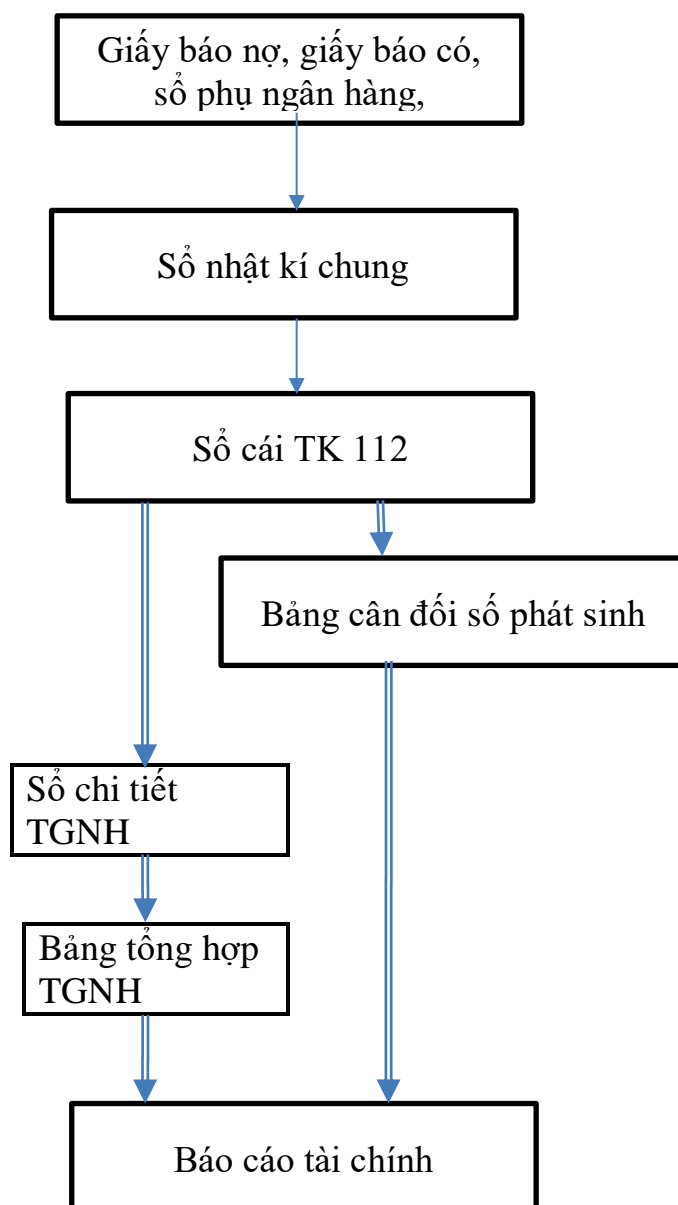 Giấy báo nợ, giấy báo có,
sổ phụ ngân hàng,
Sổ nhật kí chung
Sổ cái TK 112
Bảng cân đối số phát sinh
Sổ chi tiết
TGNH
Bảng tổng hợp
TGNH
Báo cáo tài chính